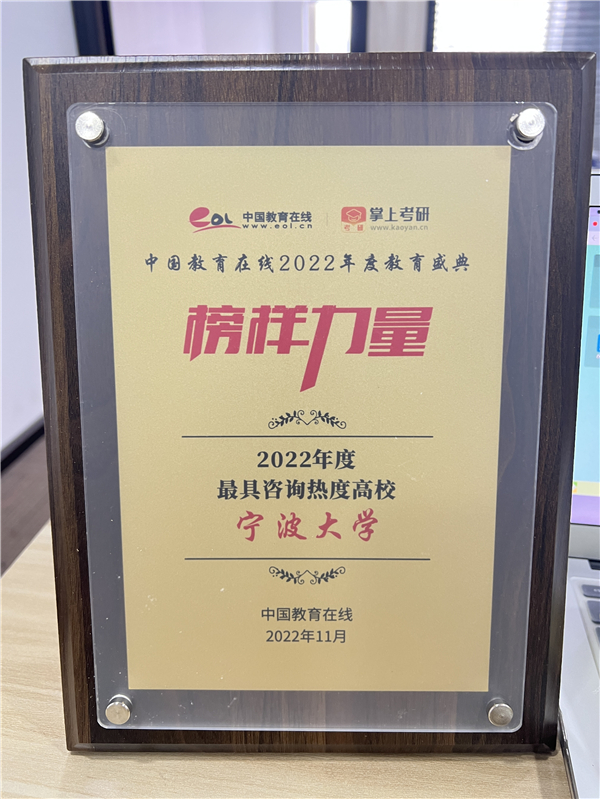 eoL 中国教育在线 掌上考研
www.eol.cn 考研 www.kaoyan.cn
中国教育在线2022年度教育盛典
榜样力量
2022年度
最具咨询热度高校
宁波大学
中国教育在线
2022年11月